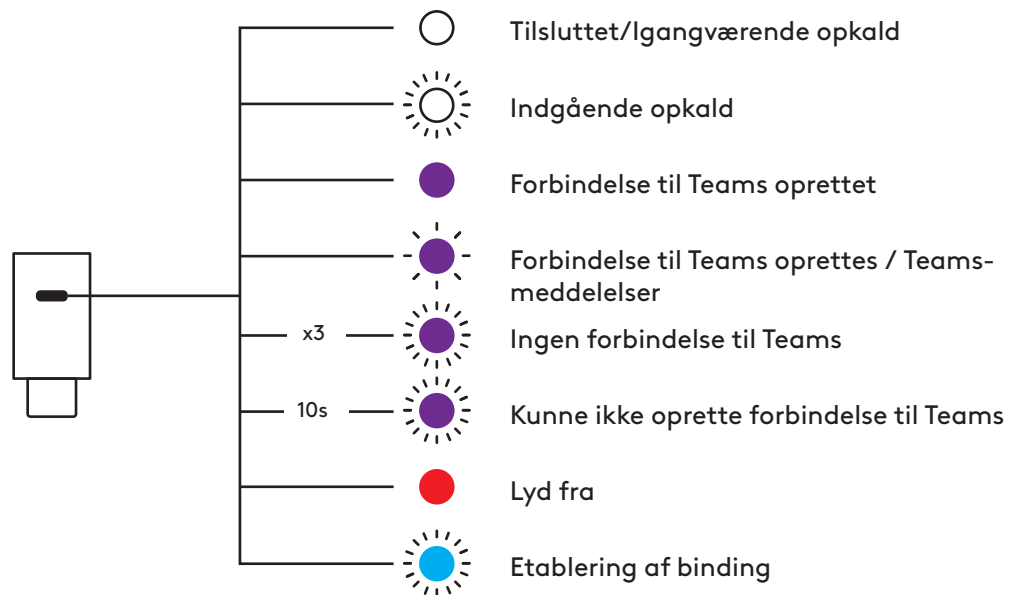 Tilsluttet/Igangværende opkald
Indgående opkald
Forbindelse til Teams oprettet
Forbindelse til Teams oprettes / Teams-
meddelelser
x3 Ingen forbindelse til Teams
10s Kunne ikke oprette forbindelse til Teams
Lyd fra
Etablering af binding